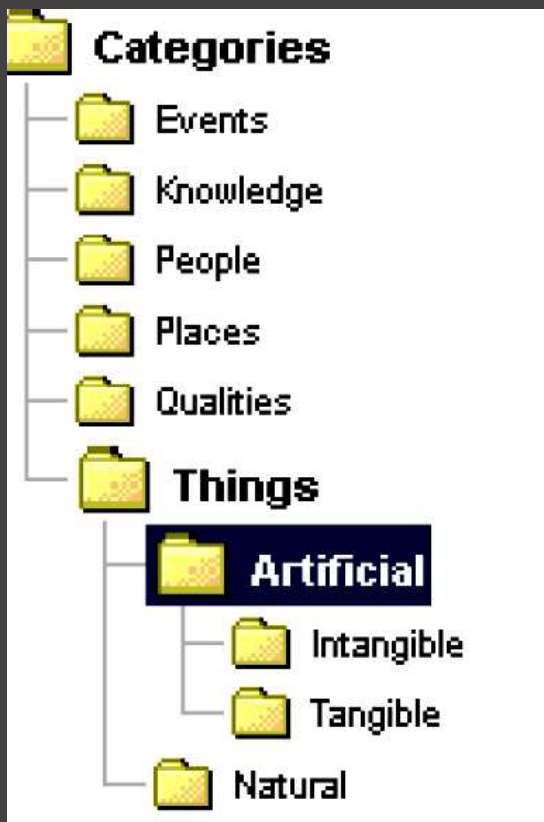 Categories
Events
Knowledge
People
Places
Qualities
Things
Artificial
Intangible
Tangible
Natural